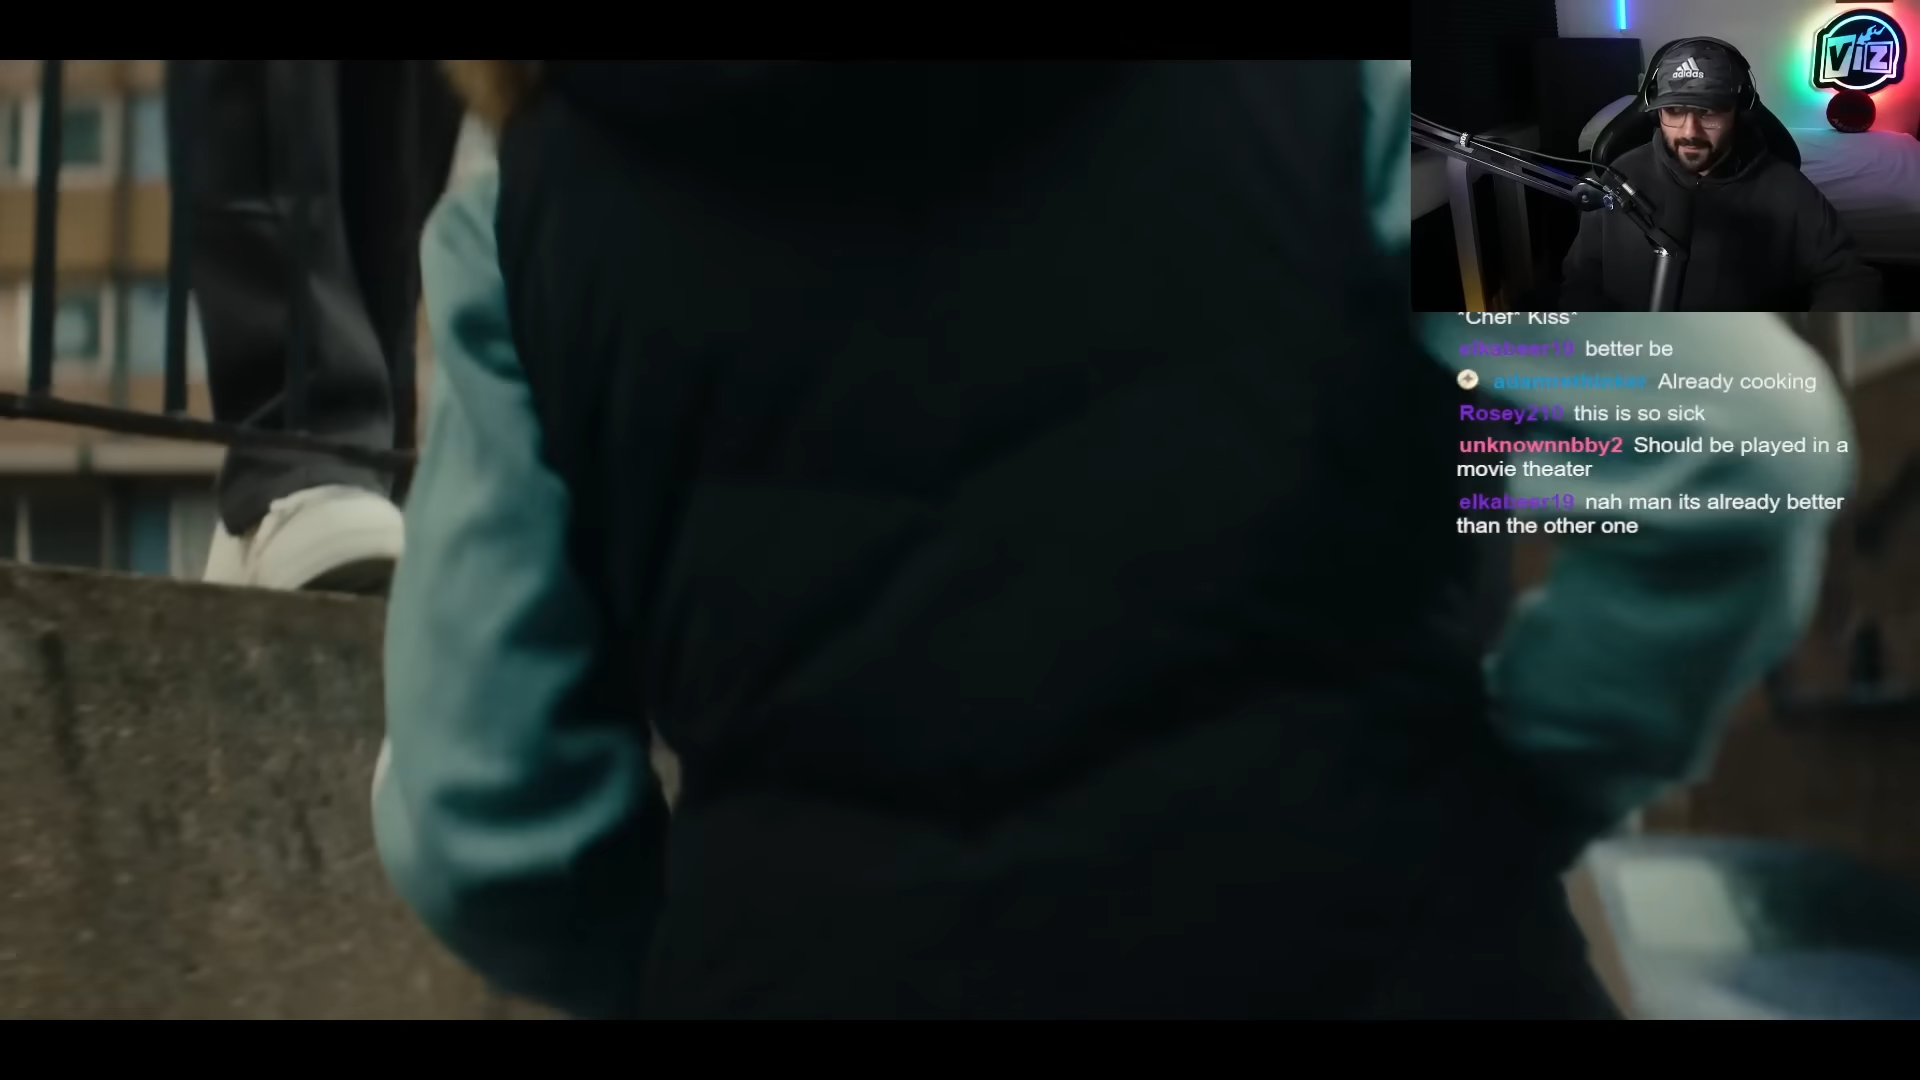 VIZ
adidas
*Chef* Kiss*
elkabeer19 better be
Already cooking
Rosey210 this is so sick
unknownnbby2 Should be played in a
movie theater
elkabeer19 nah man its already better
than the other one